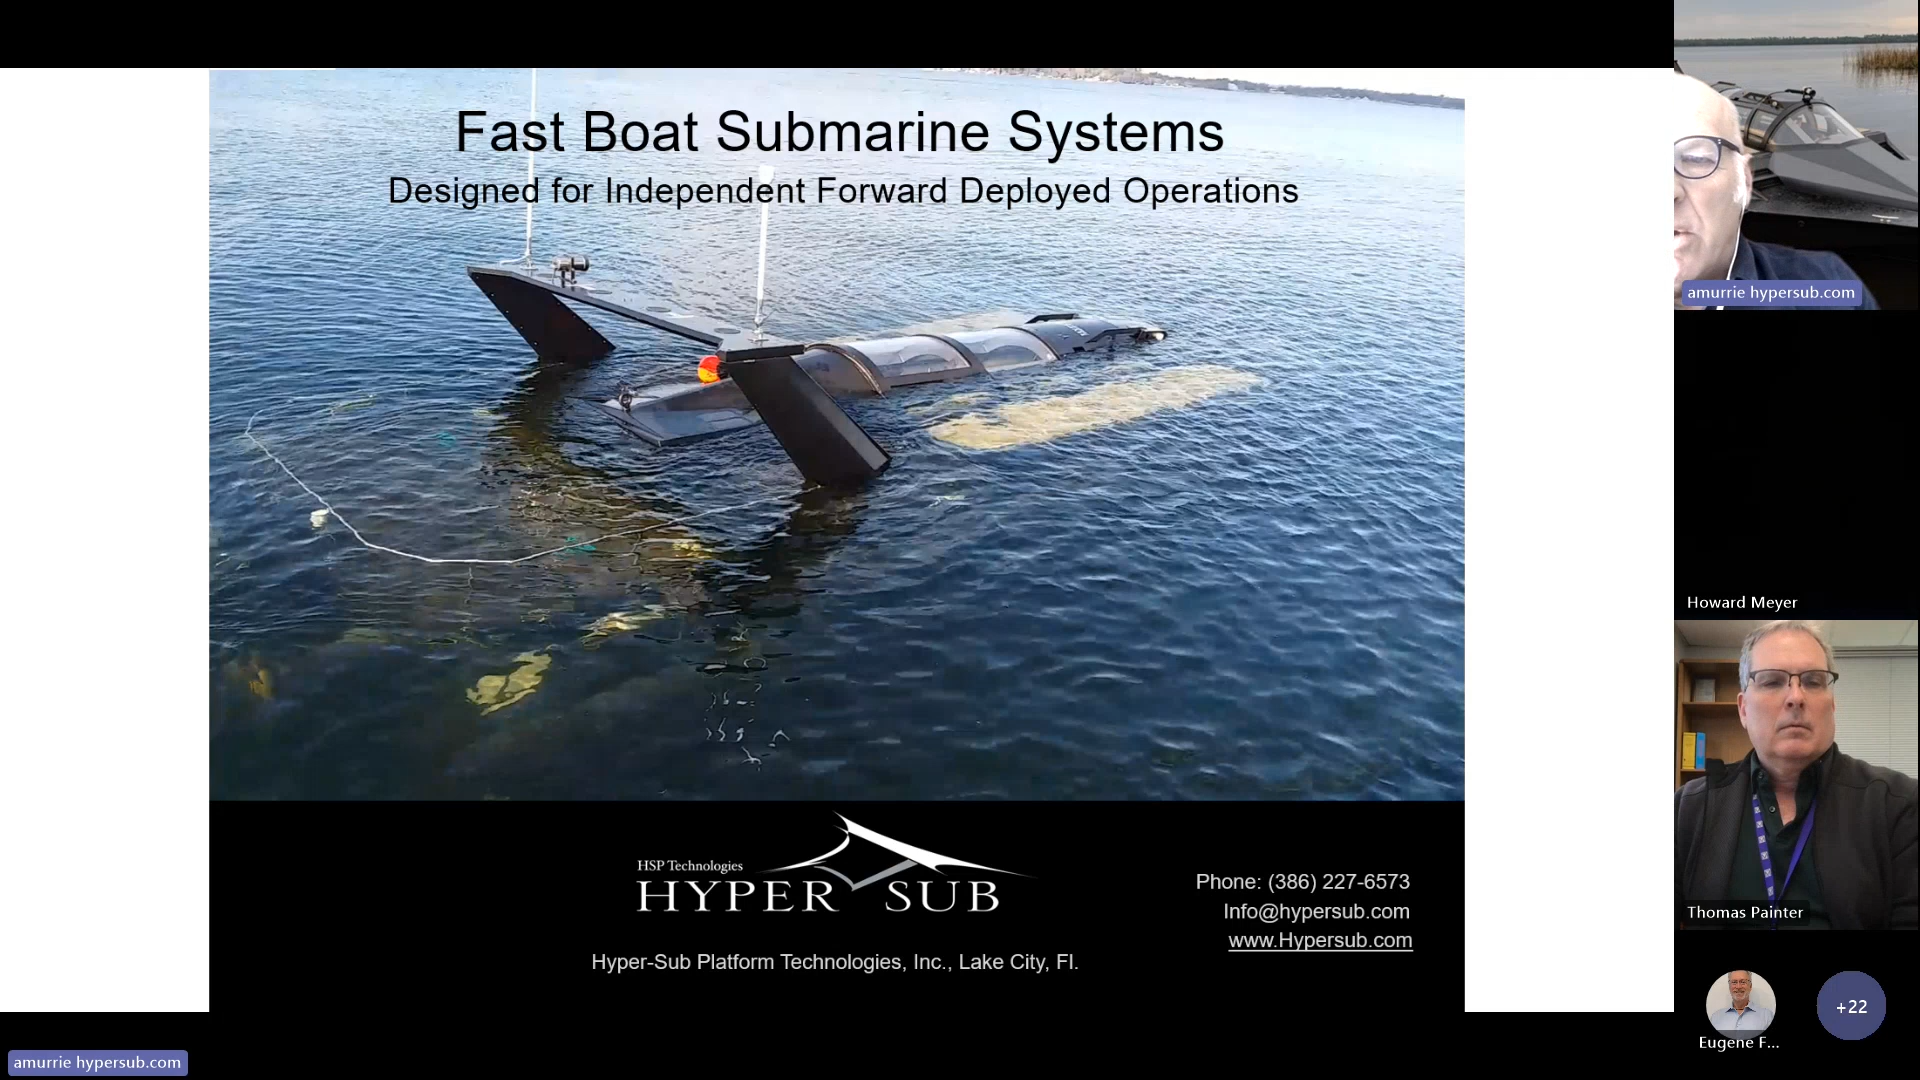 Fast Boat Submarine Systems
Designed for Independent Forward Deployed Operations
HSP Technologies
HYPER SUB
Hyper-Sub Platform Technologies, Inc., Lake City, Fl.
Phone: (386) 227-6573
Info@hypersub.com
www.Hypersub.com
amurrie hypersub.com
Howard Meyer
Thomas Painter
Eugene F...
+22
amurrie hypersub.com